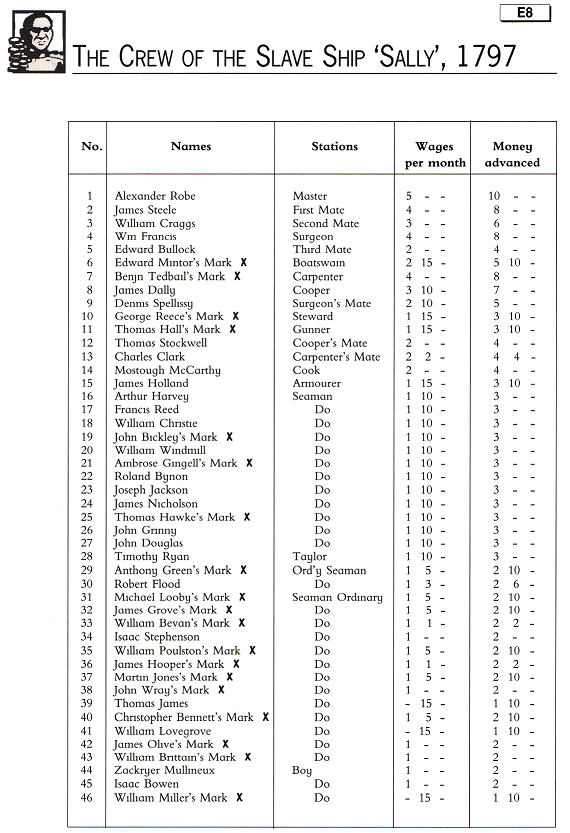 E8
THE CREW OF THE SLAVE SHIP ‘SALLY’, 1797
No. Names Stations Wages per month Money advanced
1 Alexander Robe Master 5 - - 10 - -
2 James Steele First Mate 4 - - 8 - -
3 William Craggs Second Mate 3 - - 6 - -
4 Wm Francis Surgeon 4 - - 8 - -
5 Edward Bullock Third Mate 2 - - 4 - -
6 Edward Mintor's Mark X Boatswain 2 15 - 5 10 -
7 Benjn Tedball's Mark X Carpenter 4 - - 8 - -
8 James Dally Cooper 3 10 - 7 - -
9 Dennis Spellissy Surgeon's Mate 2 10 - 5 - -
10 George Reece's Mark X Steward 1 15 - 3 10 -
11 Thomas Hall's Mark X Gunner 1 15 - 3 10 -
12 Thomas Stockwell Cooper's Mate 2 - - 4 - -
13 Charles Clark Carpenter's Mate 2 2 - 4 4 -
14 Mostough McCarthy Cook 2 - - 4 - -
15 James Holland Armourer 1 15 - 3 10 -
16 Arthur Harvey Seaman 1 10 - 3 - -
17 Francis Reed Do 1 10 - 3 - -
18 William Christie Do 1 10 - 3 - -
19 John Bickley's Mark X Do 1 10 - 3 - -
20 William Windmill Do 1 10 - 3 - -
21 Ambrose Gingell's Mark X Do 1 10 - 3 - -
22 Roland Bynon Do 1 10 - 3 - -
23 Joseph Jackson Do 1 10 - 3 - -
24 James Nicholson Do 1 10 - 3 - -
25 Thomas Hawke's Mark X Do 1 10 - 3 - -
26 John Grinny Do 1 10 - 3 - -
27 John Douglas Do 1 10 - 3 - -
28 Timothy Ryan Taylor 1 10 - 3 - -
29 Anthony Green's Mark X Ord'y Seaman 1 5 - 2 10 -
30 Robert Flood Do 1 3 - 2 6 -
31 Michael Looby's Mark X Seaman Ordinary 1 5 - 2 10 -
32 James Grove's Mark X Do 1 5 - 2 10 -
33 William Bevan's Mark X Do 1 1 - 2 2 -
34 Isaac Stephenson Do 1 - - 2 - -
35 William Poulston's Mark X Do 1 5 - 2 10 -
36 James Hooper's Mark X Do 1 1 - 2 2 -
37 Martin Jones's Mark X Do 1 5 - 2 10 -
38 John Wray's Mark X Do 1 - - 2 - -
39 Thomas James Do - 15 - 1 10 -
40 Christopher Bennett's Mark X Do 1 5 - 2 10 -
41 William Lovegrove Do - 15 - 1 10 -
42 James Olive's Mark X Do 1 - - 2 - -
43 William Brittain's Mark X Do 1 - - 2 - -
44 Zackryer Mullineux Boy 1 - - 2 - -
45 Isaac Bowen Do 1 - - 2 - -
46 William Miller's Mark X Do - 15 - 1 10 -